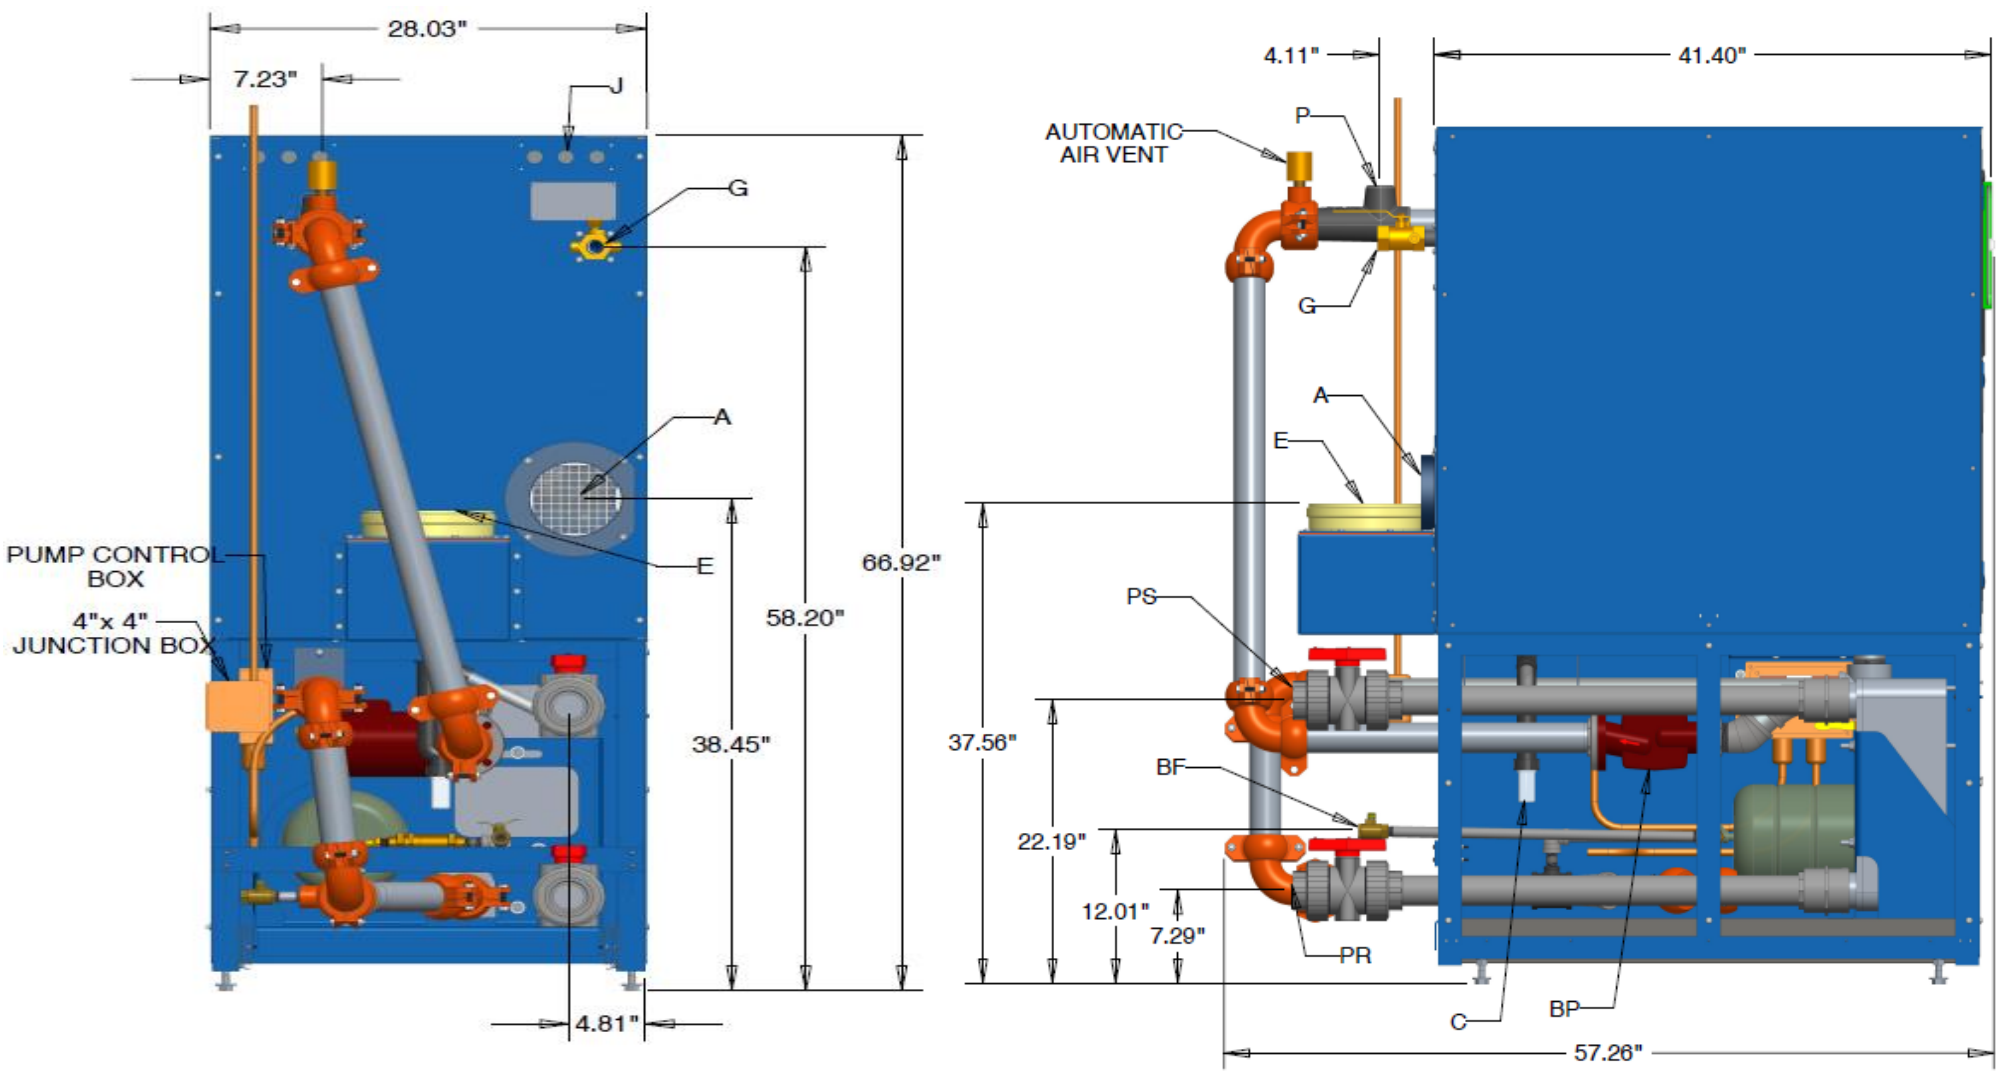 28.03"
7.23"
J
G
A
E
PUMP CONTROL
BOX
4"x 4"
JUNCTION BOX
66.92"
58.20"
38.45"
4.81"
4.11"
41.40"
P
AUTOMATIC
AIR VENT
G
A
E
PS
37.56"
BF
22.19"
12.01"
7.29"
PR
C
BP
57.26"